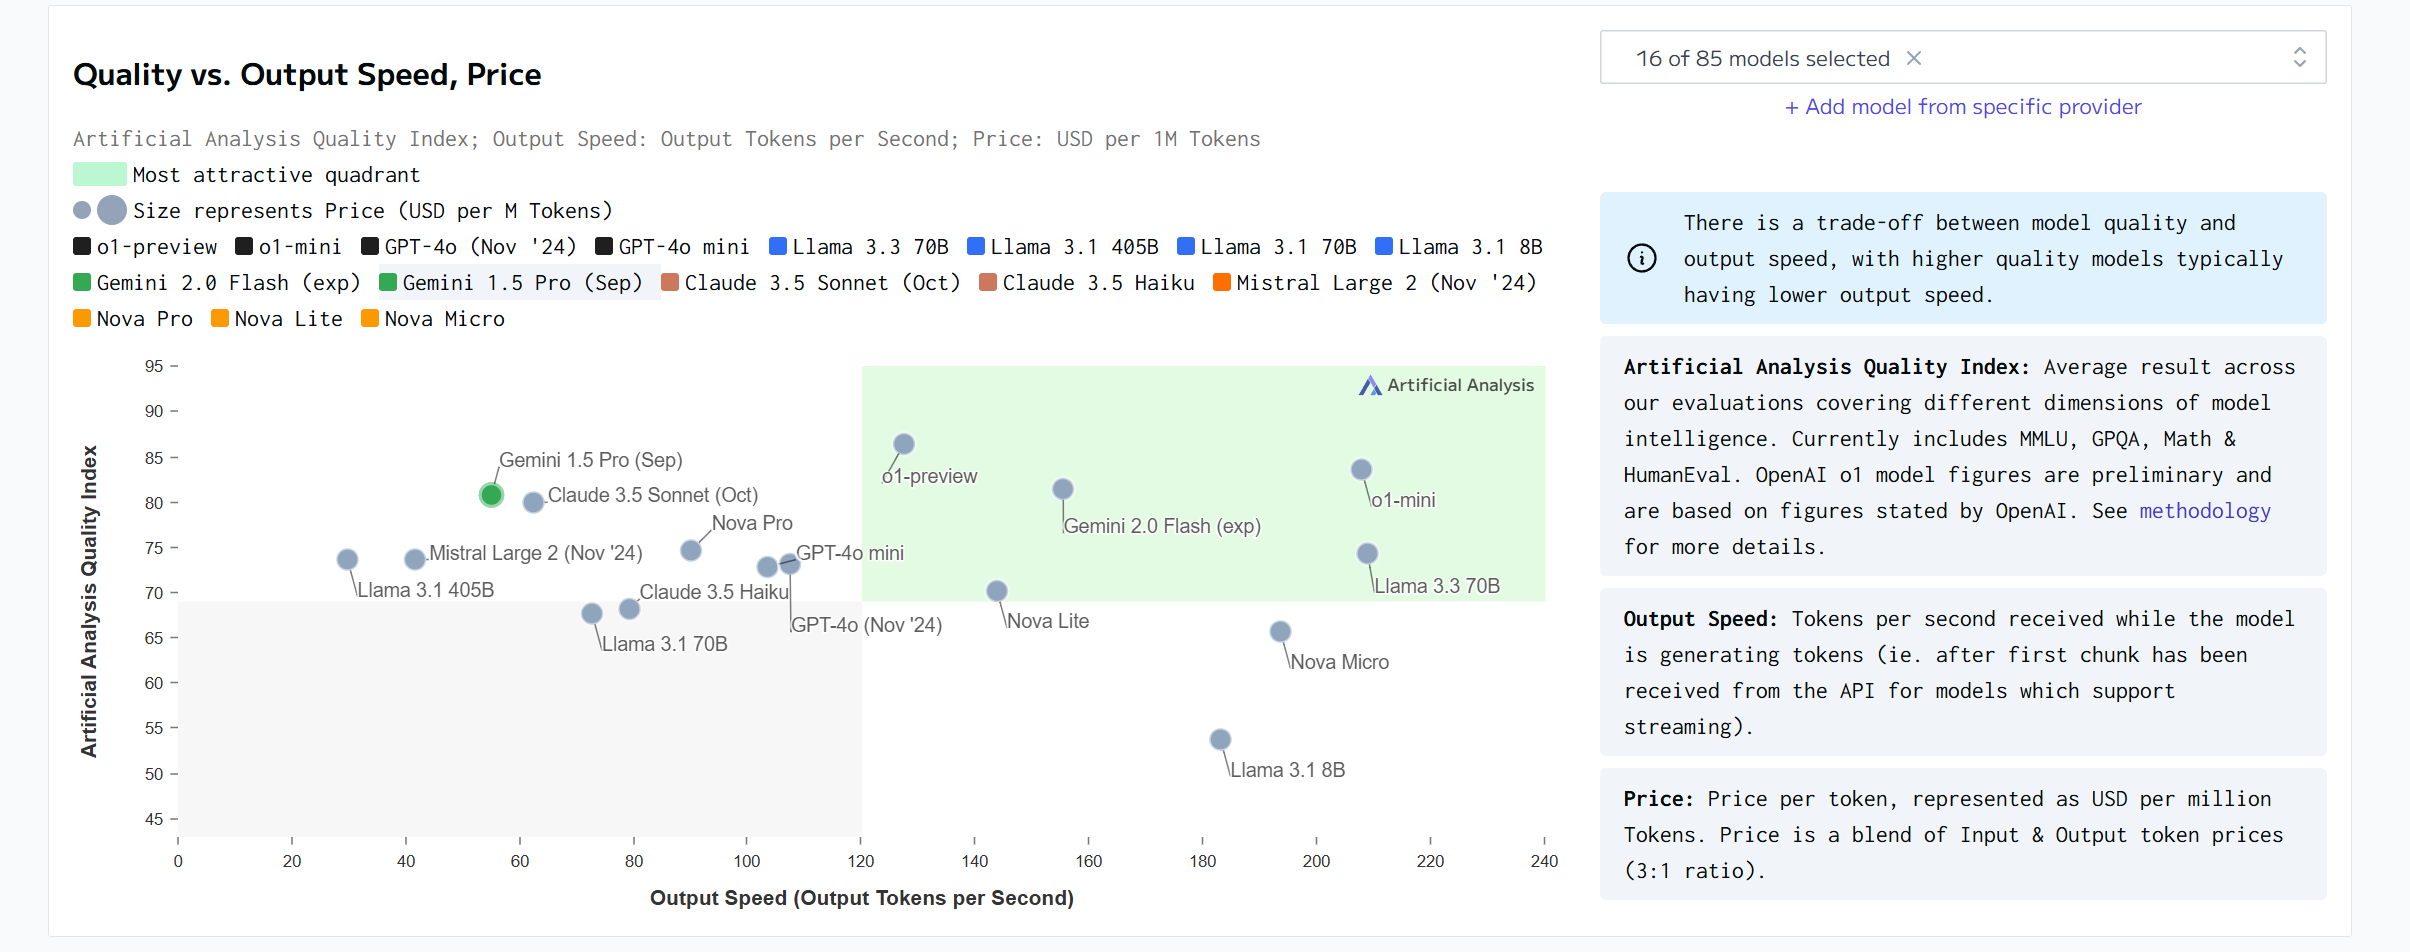 Quality vs. Output Speed, Price
Artificial Analysis Quality Index; Output Speed: Output Tokens per Second; Price: USD per 1M Tokens
Most attractive quadrant
Size represents Price (USD per M Tokens)
o1-preview o1-mini GPT-4o (Nov '24) GPT-4o mini Llama 3.3 70B Llama 3.1 405B Llama 3.1 70B Llama 3.1 8B
Gemini 2.0 Flash (exp) Gemini 1.5 Pro (Sep) Claude 3.5 Sonnet (Oct) Claude 3.5 Haiku Mistral Large 2 (Nov '24)
Nova Pro Nova Lite Nova Micro
Artificial Analysis Quality Index
95
90
85
80
75
70
65
60
55
50
45
Artificial Analysis
o1-preview
Gemini 1.5 Pro (Sep)
Claude 3.5 Sonnet (Oct)
o1-mini
Nova Pro
Gemini 2.0 Flash (exp)
Mistral Large 2 (Nov '24)
GPT-4o mini
Llama 3.1 405B
Claude 3.5 Haiku
Llama 3.3 70B
GPT-4o (Nov '24)
Nova Lite
Llama 3.1 70B
Nova Micro
Llama 3.1 8B
0 20 40 60 80 100 120 140 160 180 200 220 240
Output Speed (Output Tokens per Second)
16 of 85 models selected
+ Add model from specific provider
There is a trade-off between model quality and
output speed, with higher quality models typically
having lower output speed.
Artificial Analysis Quality Index: Average result across
our evaluations covering different dimensions of model
intelligence. Currently includes MMLU, GPQA, Math &
HumanEval. OpenAI o1 model figures are preliminary and
are based on figures stated by OpenAI. See methodology
for more details.
Output Speed: Tokens per second received while the model
is generating tokens (ie. after first chunk has been
received from the API for models which support
streaming).
Price: Price per token, represented as USD per million
Tokens. Price is a blend of Input & Output token prices
(3:1 ratio).